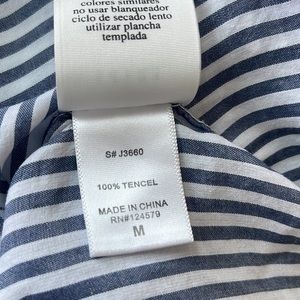 colores similares
no usar blanqueador
ciclo de secado lento
utilizar plancha
templada
S# J3660
100% TENCEL
MADE IN CHINA
RN#124579
M